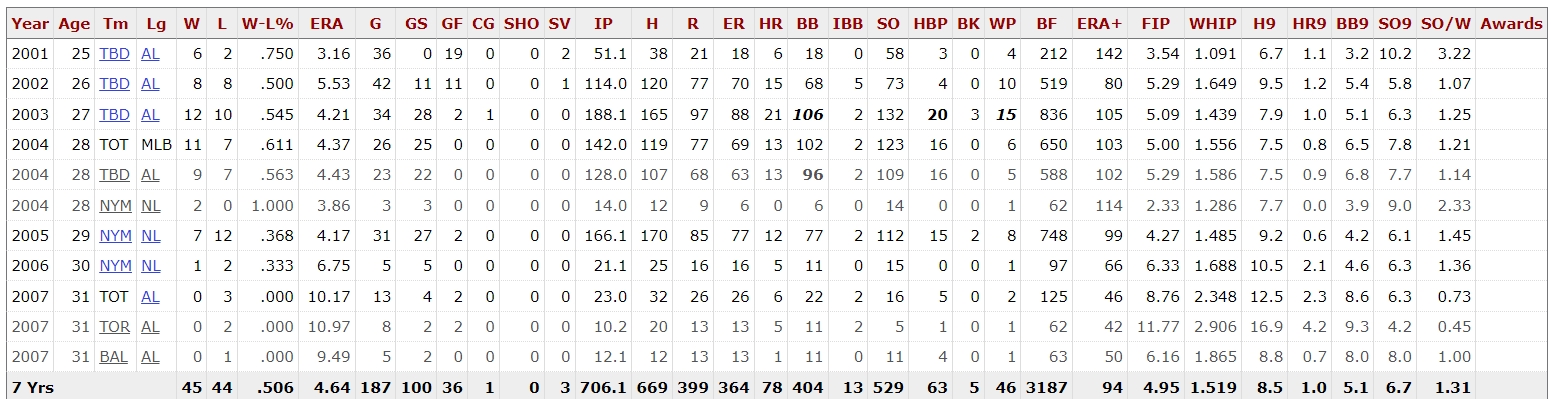 Year Age Tm Lg W L W-L% ERA G GS GF CG SHO SV IP H R ER HR BB IBB SO HBP BK WP BF ERA+ FIP WHIP H9 HR9 BB9 SO9 SO/W Awards
2001 25 TBD AL 6 2 .750 3.16 36 0 19 0 0 2 51.1 38 21 18 6 18 0 58 3 0 4 212 142 3.54 1.091 6.7 1.1 3.2 10.2 3.22
2002 26 TBD AL 8 8 .500 5.53 42 11 11 0 0 1 114.0 120 77 70 15 68 5 73 4 0 10 519 80 5.29 1.649 9.5 1.2 5.4 5.8 1.07
2003 27 TBD AL 12 10 .545 4.21 34 28 2 1 0 0 188.1 165 97 88 21 106 2 132 20 3 15 836 105 5.09 1.439 7.9 1.0 5.1 6.3 1.25
2004 28 TOT MLB 11 7 .611 4.37 26 25 0 0 0 0 142.0 119 77 69 13 102 2 123 16 0 6 650 103 5.00 1.556 7.5 0.8 6.5 7.8 1.21
2004 28 TBD AL 9 7 .563 4.43 23 22 0 0 0 0 128.0 107 68 63 13 96 2 109 16 0 5 588 102 5.29 1.586 7.5 0.9 6.8 7.7 1.14
2004 28 NYM NL 2 0 1.000 3.86 3 3 0 0 0 0 14.0 12 9 6 0 6 0 14 0 0 1 62 114 2.33 1.286 7.7 0.0 3.9 9.0 2.33
2005 29 NYM NL 7 12 .368 4.17 31 27 2 0 0 0 166.1 170 85 77 12 77 2 112 15 2 8 748 99 4.27 1.485 9.2 0.6 4.2 6.1 1.45
2006 30 NYM NL 1 2 .333 6.75 5 5 0 0 0 0 21.1 25 16 16 5 11 0 15 0 0 1 97 66 6.33 1.688 10.5 2.1 4.6 6.3 1.36
2007 31 TOT AL 0 3 .000 10.17 13 4 2 0 0 0 23.0 32 26 26 6 22 2 16 5 0 2 125 46 8.76 2.348 12.5 2.3 8.6 6.3 0.73
2007 31 TOR AL 0 2 .000 10.97 8 2 2 0 0 0 10.2 20 13 13 5 11 2 5 1 0 1 62 42 11.77 2.906 16.9 4.2 9.3 4.2 0.45
2007 31 BAL AL 0 1 .000 9.49 5 2 0 0 0 0 12.1 12 13 13 1 11 0 11 4 0 1 63 50 6.16 1.865 8.8 0.7 8.0 8.0 1.00
7 Yrs 45 44 .506 4.64 187 100 36 1 0 3 706.1 669 399 364 78 404 13 529 63 5 46 3187 94 4.95 1.519 8.5 1.0 5.1 6.7 1.31